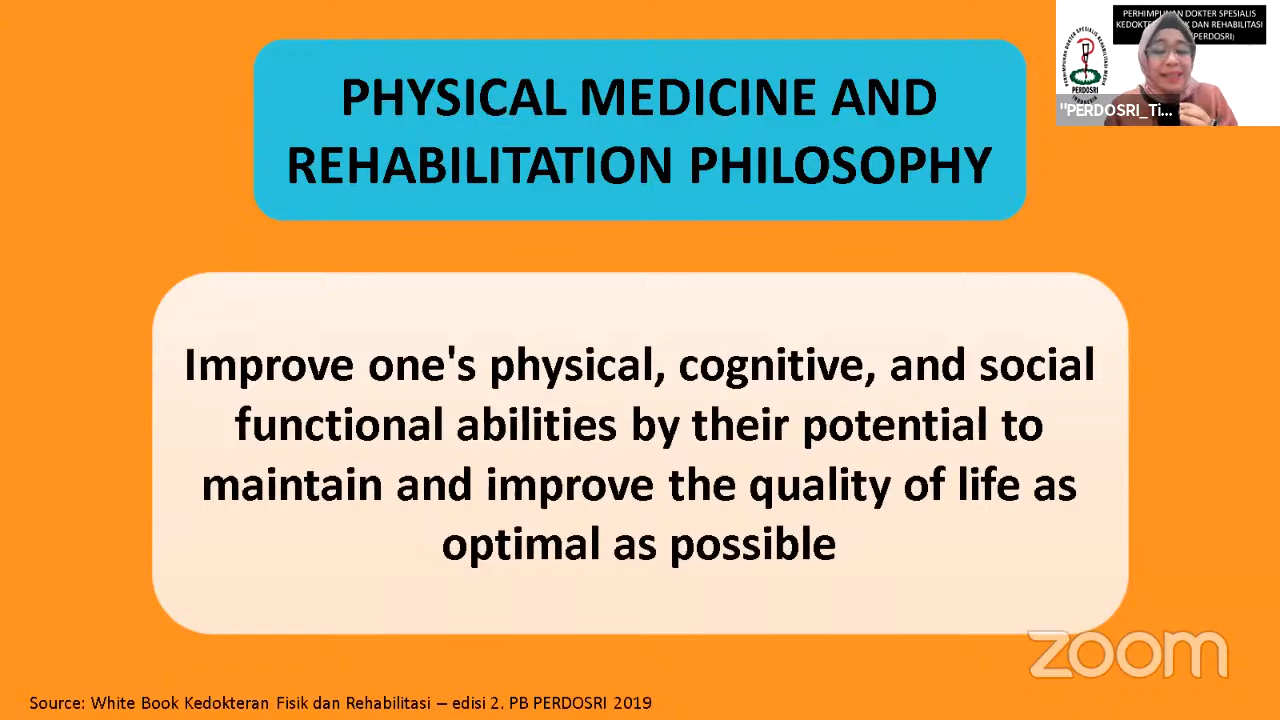 PHYSICAL MEDICINE AND
REHABILITATION PHILOSOPHY
Improve one's physical, cognitive, and social
functional abilities by their potential to
maintain and improve the quality of life as
optimal as possible
Source: White Book Kedokteran Fisik dan Rehabilitasi – edisi 2. PB PERDOSRI 2019
zoom
PERHIMPUNAN DOKTER SPESIALIS
DAN REHABILITASI
PERDOSRI
"PERDOSRI_Ti...